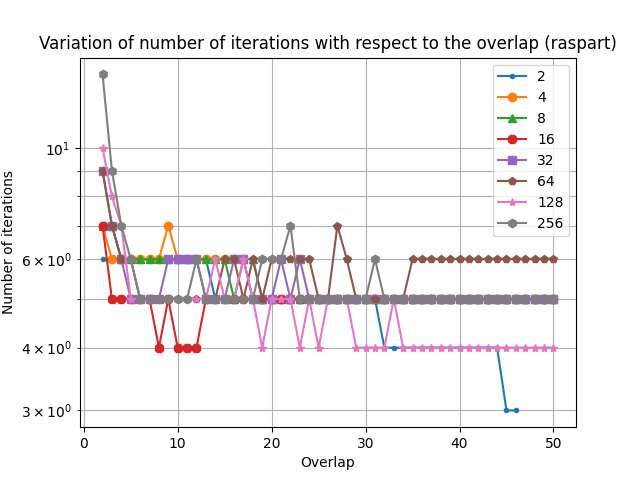 Variation of number of iterations with respect to the overlap (raspart)
Number of iterations
10¹
6 × 10⁰
4 × 10⁰
3 × 10⁰
2
4
8
16
32
64
128
256
0 10 20 30 40 50
Overlap